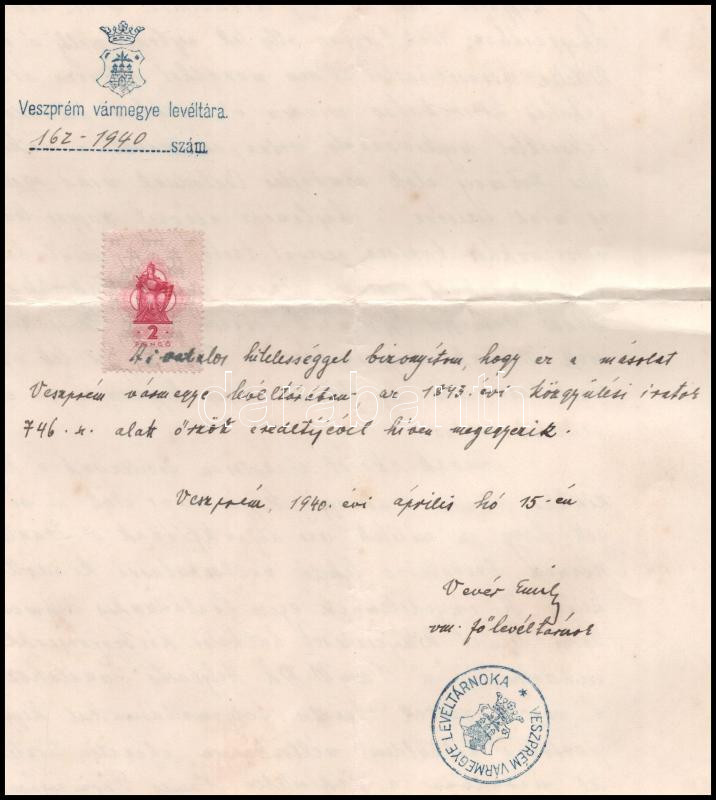 Veszprém vármegye levéltára.
162-1940 szám
2
PENGŐ
Hivatalos hitelességgel bizonyítom, hogy ez a másolat
Veszprém vármegye levéltárában az 1843. évi közgyűlési iratok
746. sz. alatt őrzött eredetijével híven megegyezik.
Veszprém, 1940. évi április hó 15-én
Vevér Emil
vm. főlevéltárnok
VESZPRÉM VÁRMEGYE LEVÉLTÁRNOKA *
darabanth